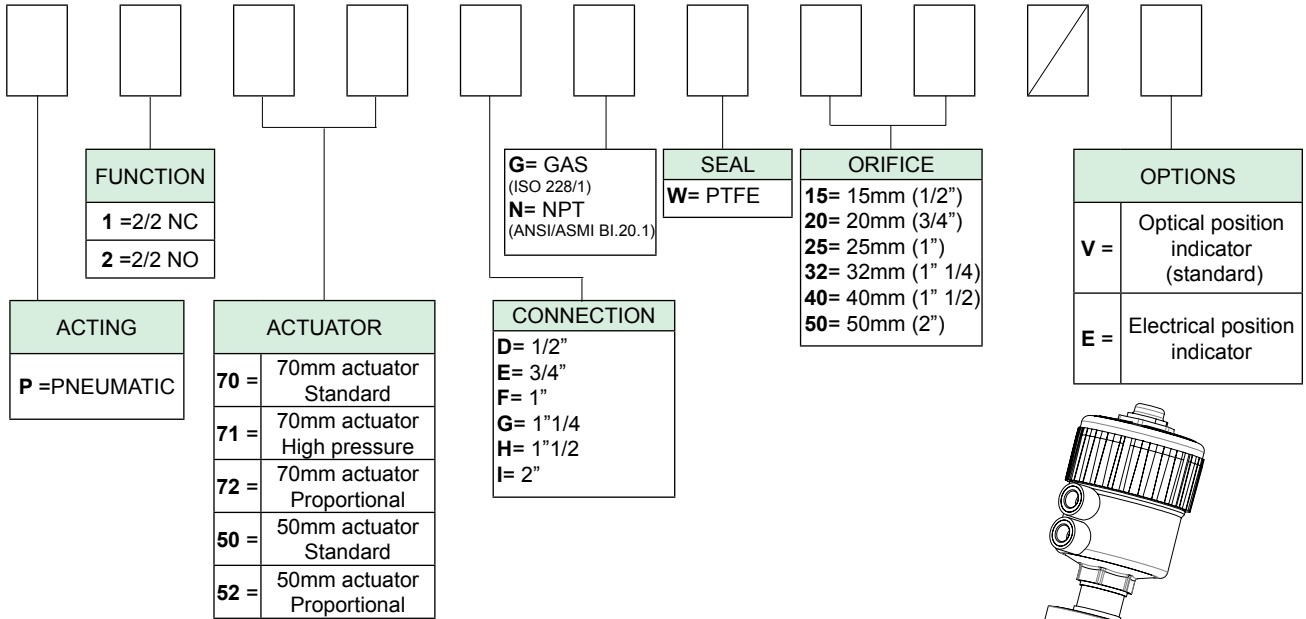 FUNCTION
1 =2/2 NC
2 =2/2 NO
G= GAS
(ISO 228/1)
N= NPT
(ANSI/ASMI BI.20.1)
SEAL
W= PTFE
ORIFICE
15= 15mm (1/2”)
20= 20mm (3/4”)
25= 25mm (1”)
32= 32mm (1” 1/4)
40= 40mm (1” 1/2)
50= 50mm (2”)
OPTIONS
V =
Optical position
indicator
(standard)
E =
Electrical position
indicator
ACTING
P =PNEUMATIC
ACTUATOR
70 =
70mm actuator
Standard
71 =
70mm actuator
High pressure
72 =
70mm actuator
Proportional
50 =
50mm actuator
Standard
52 =
50mm actuator
Proportional
CONNECTION
D= 1/2”
E= 3/4”
F= 1”
G= 1”1/4
H= 1”1/2
I= 2”